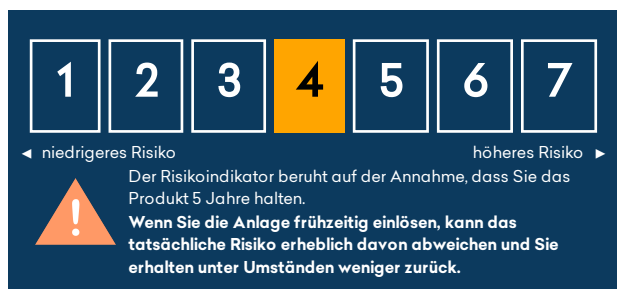 1 2 3 4 5 6 7
◄ niedrigeres Risiko höheres Risiko ►
Der Risikoindikator beruht auf der Annahme, dass Sie das
Produkt 5 Jahre halten.
Wenn Sie die Anlage frühzeitig einlösen, kann das
tatsächliche Risiko erheblich davon abweichen und Sie
erhalten unter Umständen weniger zurück.